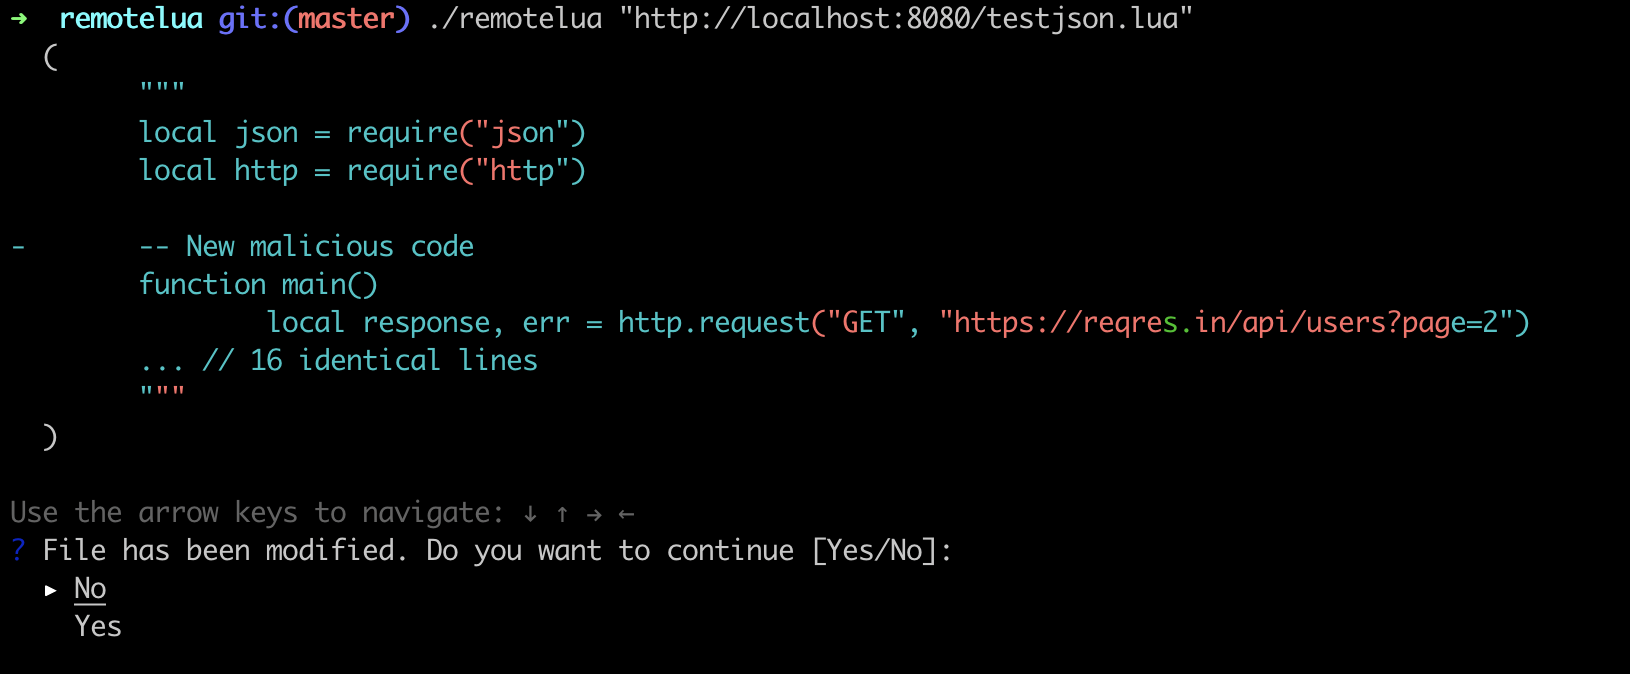 ➜  remotelua git:(master) ./remotelua "http://localhost:8080/testjson.lua"
  (
        """
        local json = require("json")
        local http = require("http")

-       -- New malicious code
        function main()
                local response, err = http.request("GET", "https://reqres.in/api/users?page=2")
        ... // 16 identical lines
        """
  )

Use the arrow keys to navigate: ↓ ↑ → ←
? File has been modified. Do you want to continue [Yes/No]:
  ▸ No
    Yes